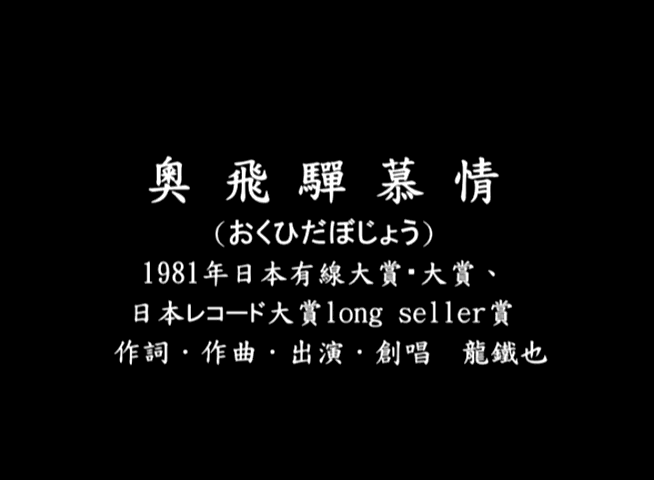 奧飛驒慕情
（おくひだぼじょう）
1981年日本有線大賞・大賞、
日本レコード大賞long seller賞
作詞・作曲・出演・創唱　龍鐵也